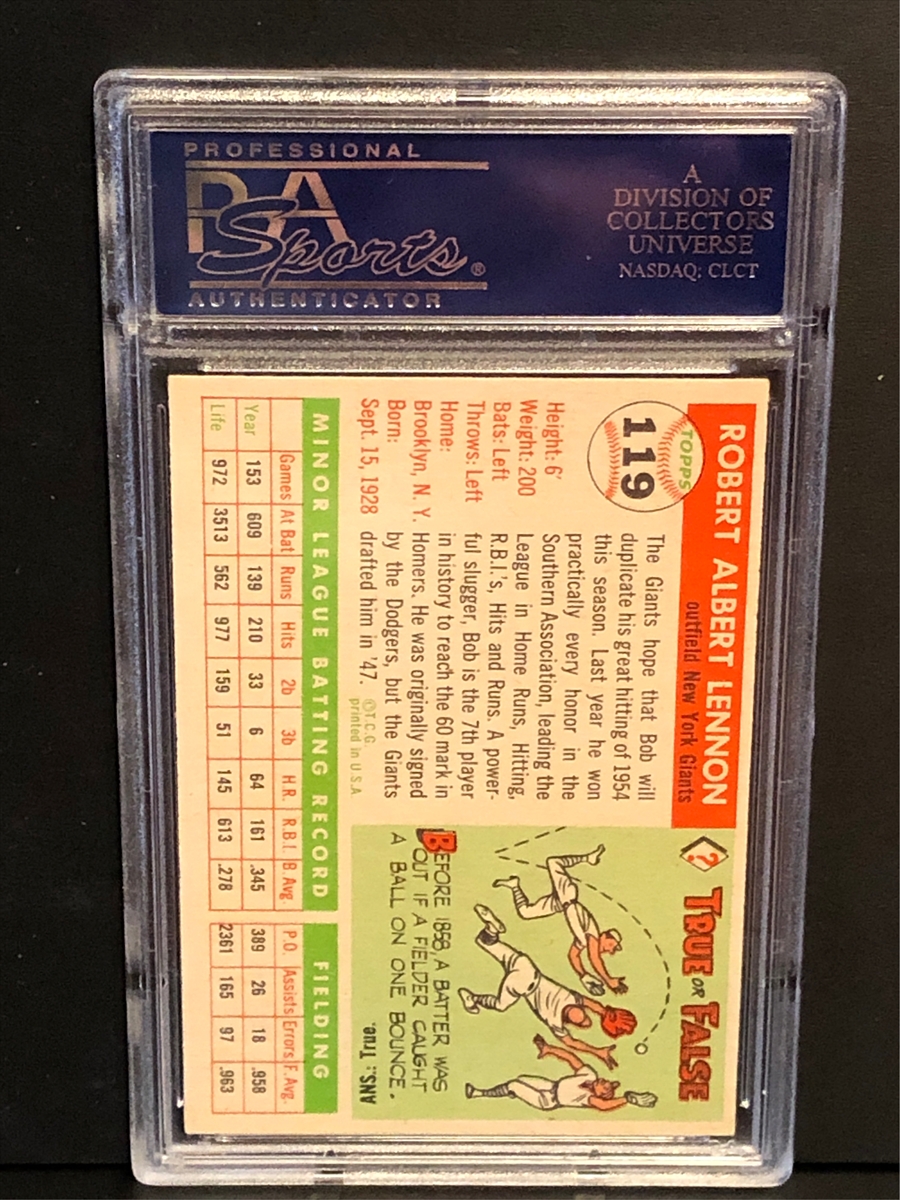 PROFESSIONAL
PSA
Sports®
AUTHENTICATOR
A
DIVISION OF
COLLECTORS
UNIVERSE
NASDAQ: CLCT
ROBERT ALBERT LENNON
outfield New York Giants
TOPPS
119
Height: 6'
Weight: 200
Bats: Left
Throws: Left
Home:
Brooklyn, N. Y.
Born:
Sept. 15, 1928
The Giants hope that Bob will
duplicate his great hitting of 1954
this season. Last year he won
practically every honor in the
Southern Association, leading the
League in Home Runs, Hitting,
R.B.I.'s, Hits and Runs. A power-
ful slugger, Bob is the 7th player
in history to reach the 60 mark in
Homers. He was originally signed
by the Dodgers, but the Giants
drafted him in '47.
©T.C.G.
printed in U.S.A
? TRUE OR FALSE
BEFORE 1858, A BATTER WAS
OUT IF A FIELDER CAUGHT
A BALL ON ONE BOUNCE.
ANS.: True.
MINOR LEAGUE BATTING RECORD FIELDING
Games At Bat Runs Hits 2b 3b H.R. R.B.I. B.Avg. P.O. Assists Errors F.Avg.
Year 153 609 139 210 33 6 64 161 .345 389 26 18 .958
Life 972 3513 562 977 159 51 145 613 .278 2361 165 97 .963